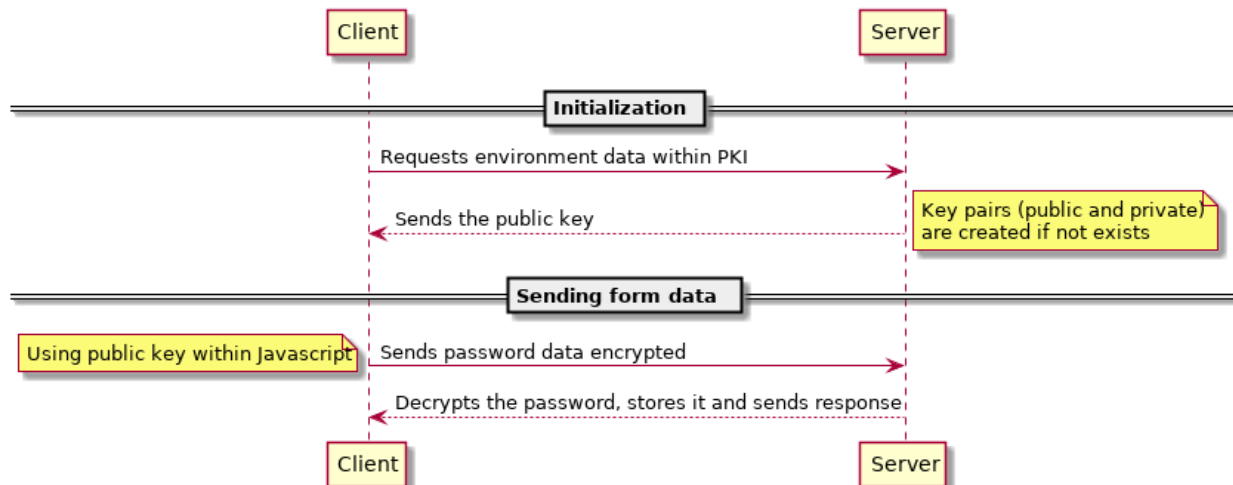 Client
Server
Initialization
Requests environment data within PKI
Sends the public key
Key pairs (public and private)
are created if not exists
Sending form data
Using public key within Javascript
Sends password data encrypted
Decrypts the password, stores it and sends response
Client
Server